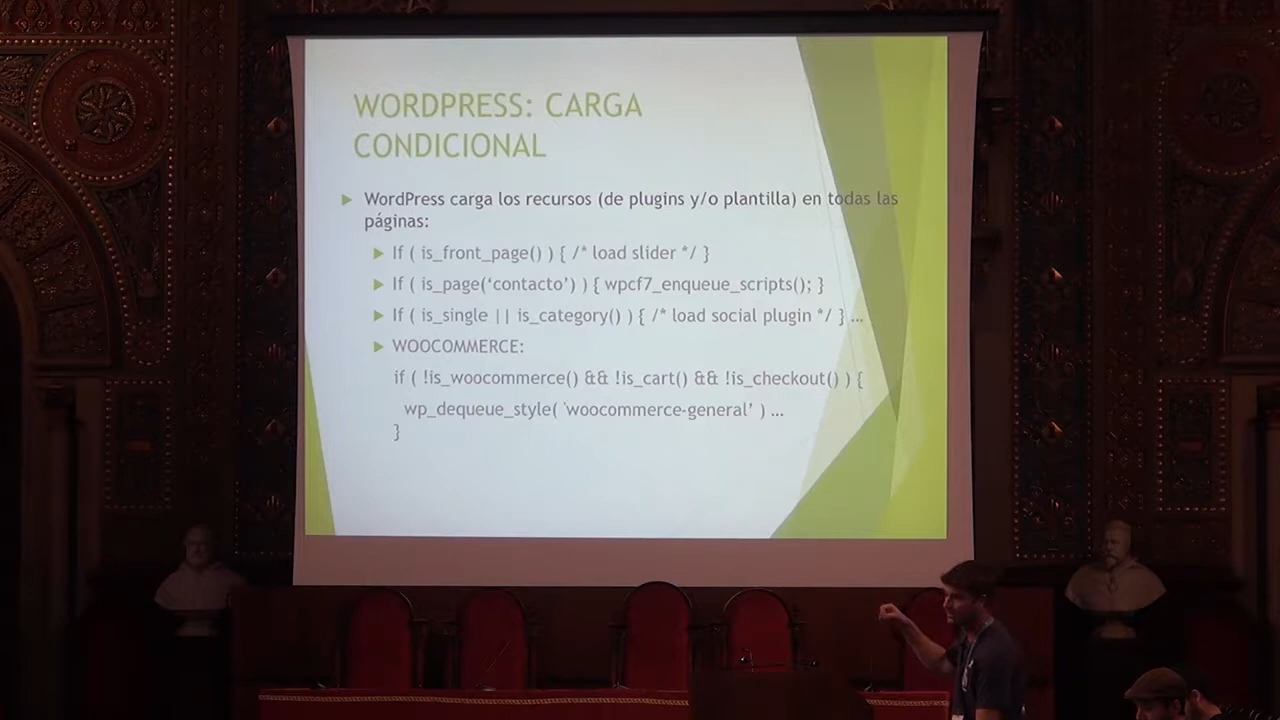 WORDPRESS: CARGA
CONDICIONAL
WordPress carga los recursos (de plugins y/o plantilla) en todas las
páginas:
If ( is_front_page() ) { /* load slider */ }
If ( is_page(‘contacto’) ) { wpcf7_enqueue_scripts(); }
If ( is_single || is_category() ) { /* load social plugin */ } …
WOOCOMMERCE:
if ( !is_woocommerce() && !is_cart() && !is_checkout() ) {
wp_dequeue_style( 'woocommerce-general’ ) …
}